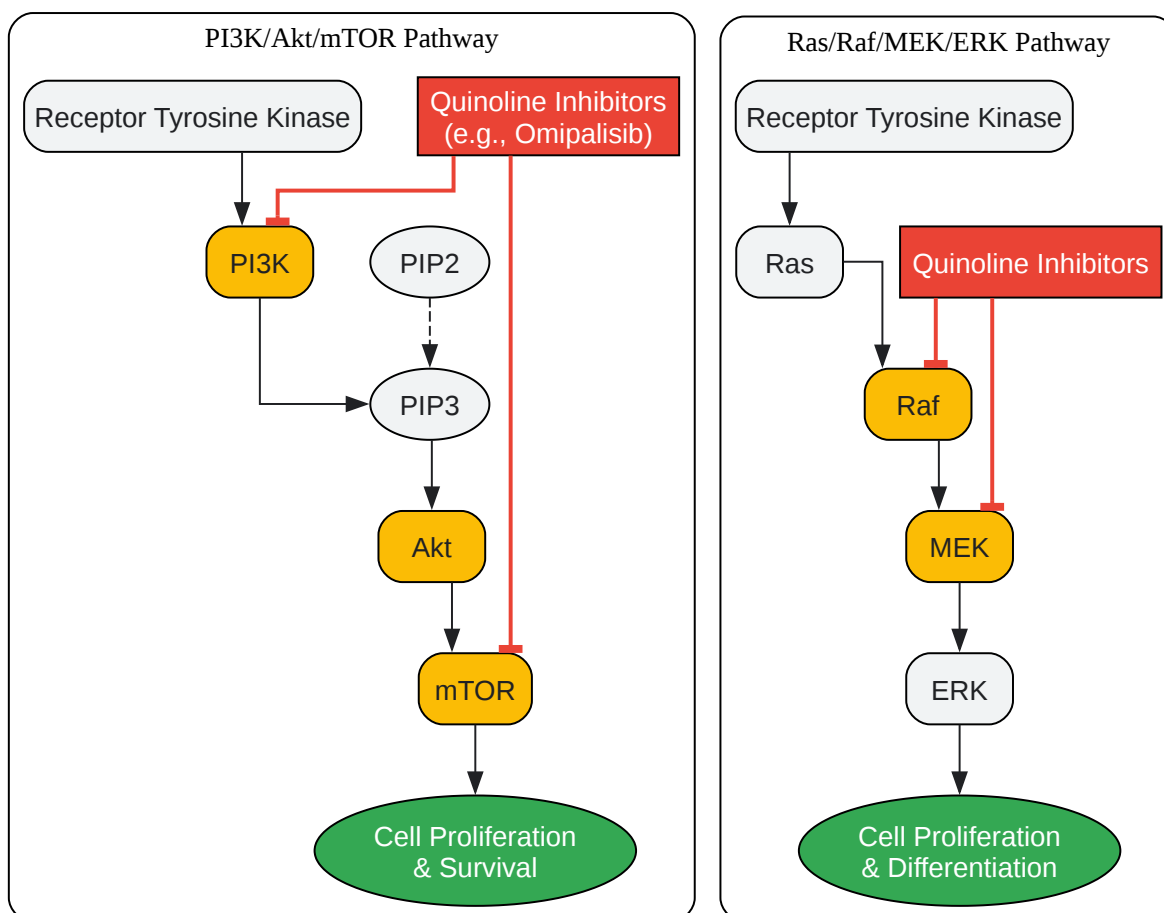 PI3K/Akt/mTOR Pathway
Receptor Tyrosine Kinase
Quinoline Inhibitors
(e.g., Omipalisib)
PI3K
PIP2
PIP3
Akt
mTOR
Cell Proliferation
& Survival
Ras/Raf/MEK/ERK Pathway
Receptor Tyrosine Kinase
Ras
Quinoline Inhibitors
Raf
MEK
ERK
Cell Proliferation
& Differentiation